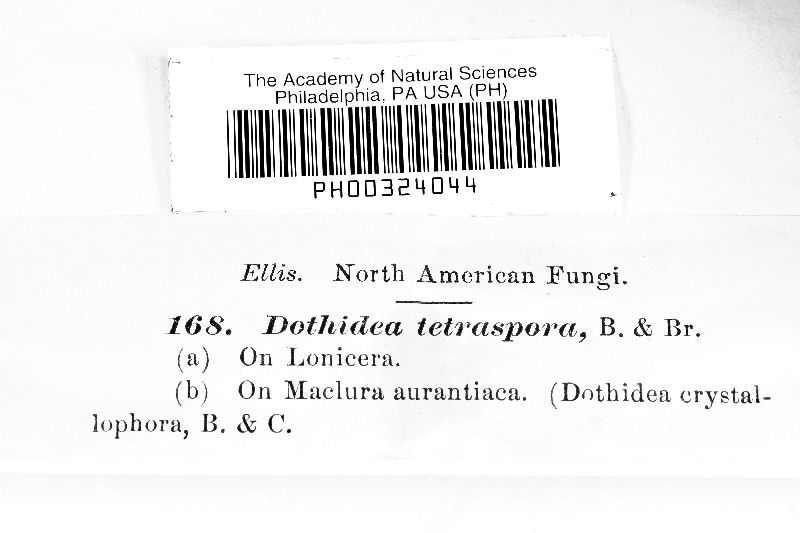 The Academy of Natural Sciences
Philadelphia, PA USA (PH)
PH00324044
Ellis. North American Fungi.
168. Dothidea tetraspora, B. & Br.
(a) On Lonicera.
(b) On Maclura aurantiaca. (Dothidea crystal-
lophora, B. & C.